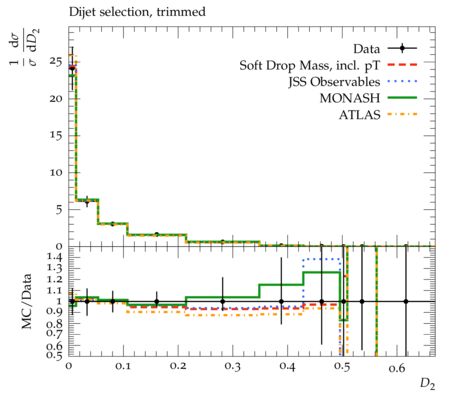 Dijet selection, trimmed
1/σ dσ/dD₂
25
20
15
10
5
0
Data
Soft Drop Mass, incl. pT
JSS Observables
MONASH
ATLAS
MC/Data
1.4
1.3
1.2
1.1
1
0.9
0.8
0.7
0.6
0.5
0 0.1 0.2 0.3 0.4 0.5 0.6
D₂